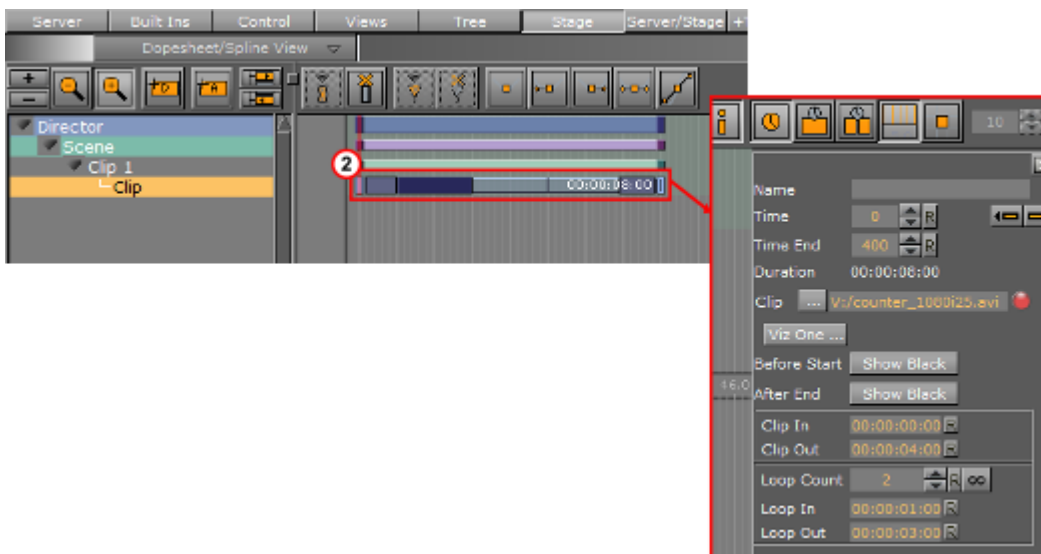 Server Built Ins Control Views Tree Stage Server/Stage
Dopesheet/Spline View
Director
Scene
Clip 1
Clip
2
00:00:08:00
10
Name
Time 0 R
Time End 400 R
Duration 00:00:08:00
Clip ... V:/counter_1080i25.avi
Viz One ...
Before Start Show Black
46.0
After End Show Black
Clip In 00:00:00:00 R
Clip Out 00:00:04:00 R
Loop Count 2 R ∞
Loop In 00:00:01:00 R
Loop Out 00:00:03:00 R